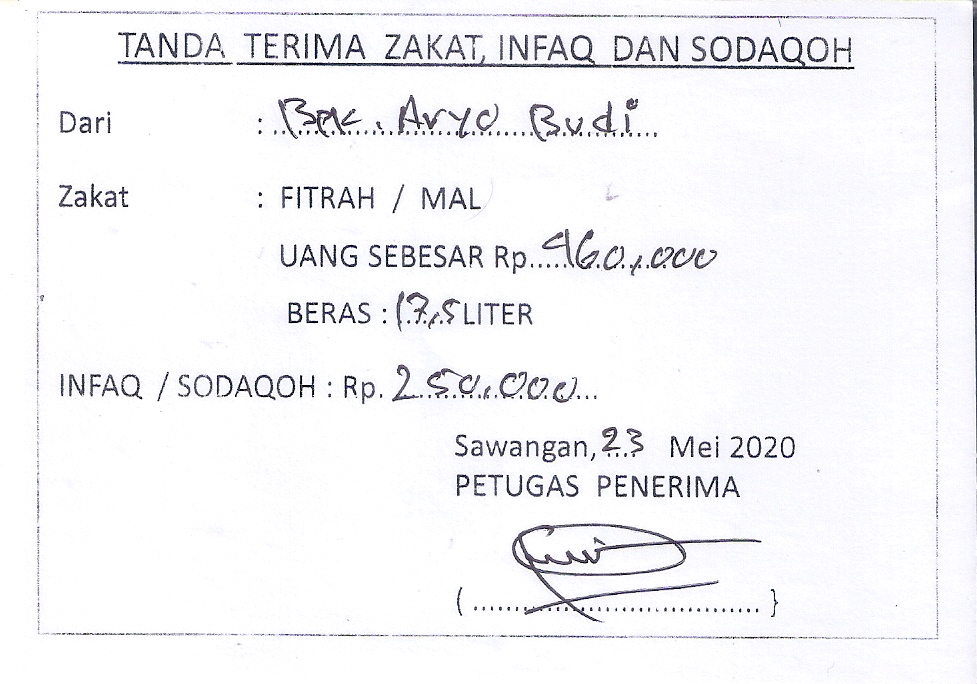 TANDA TERIMA ZAKAT, INFAQ DAN SODAQOH
Dari : Bpk. Aryo Budi
Zakat : FITRAH / MAL
UANG SEBESAR Rp. 960,000
BERAS : 17,5 LITER
INFAQ / SODAQOH : Rp. 250,000
Sawangan, 23 Mei 2020
PETUGAS PENERIMA
( .......................................... }